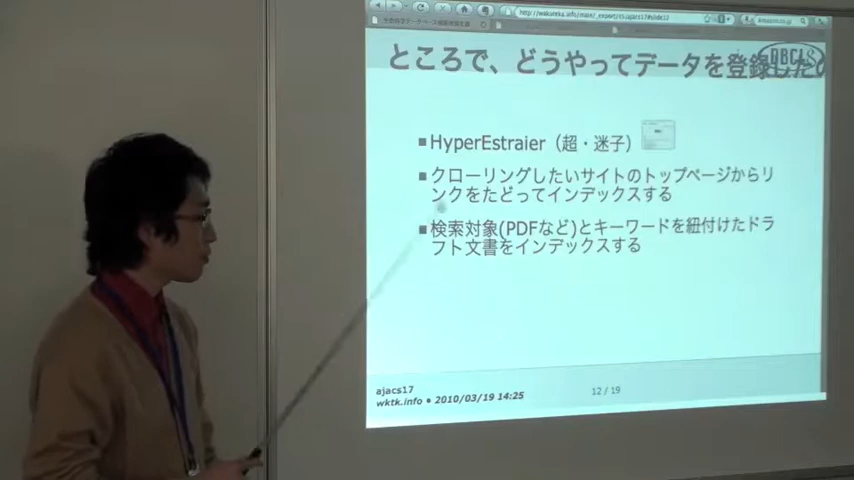 ところで、どうやってデータを登録したの
DBCLS
■HyperEstraier（超・迷子）
■クローリングしたいサイトのトップページからリ
ンクをたどってインデックスする
■検索対象(PDFなど)とキーワードを紐付けたドラ
フト文書をインデックスする
ajacs17
wktk.info • 2010/03/19 14:25
12 / 19